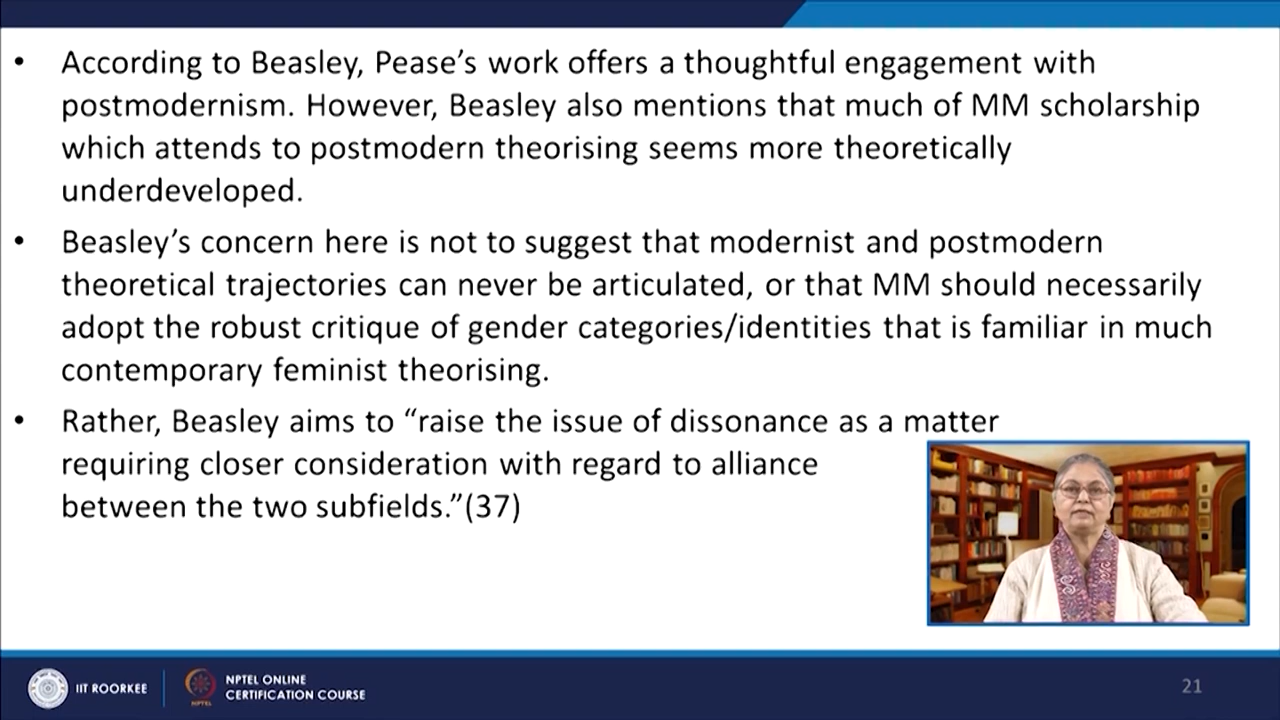 • According to Beasley, Pease’s work offers a thoughtful engagement with
postmodernism. However, Beasley also mentions that much of MM scholarship
which attends to postmodern theorising seems more theoretically
underdeveloped.
• Beasley’s concern here is not to suggest that modernist and postmodern
theoretical trajectories can never be articulated, or that MM should necessarily
adopt the robust critique of gender categories/identities that is familiar in much
contemporary feminist theorising.
• Rather, Beasley aims to “raise the issue of dissonance as a matter
requiring closer consideration with regard to alliance
between the two subfields.”(37)
IIT ROORKEE
NPTEL
NPTEL ONLINE
CERTIFICATION COURSE
21